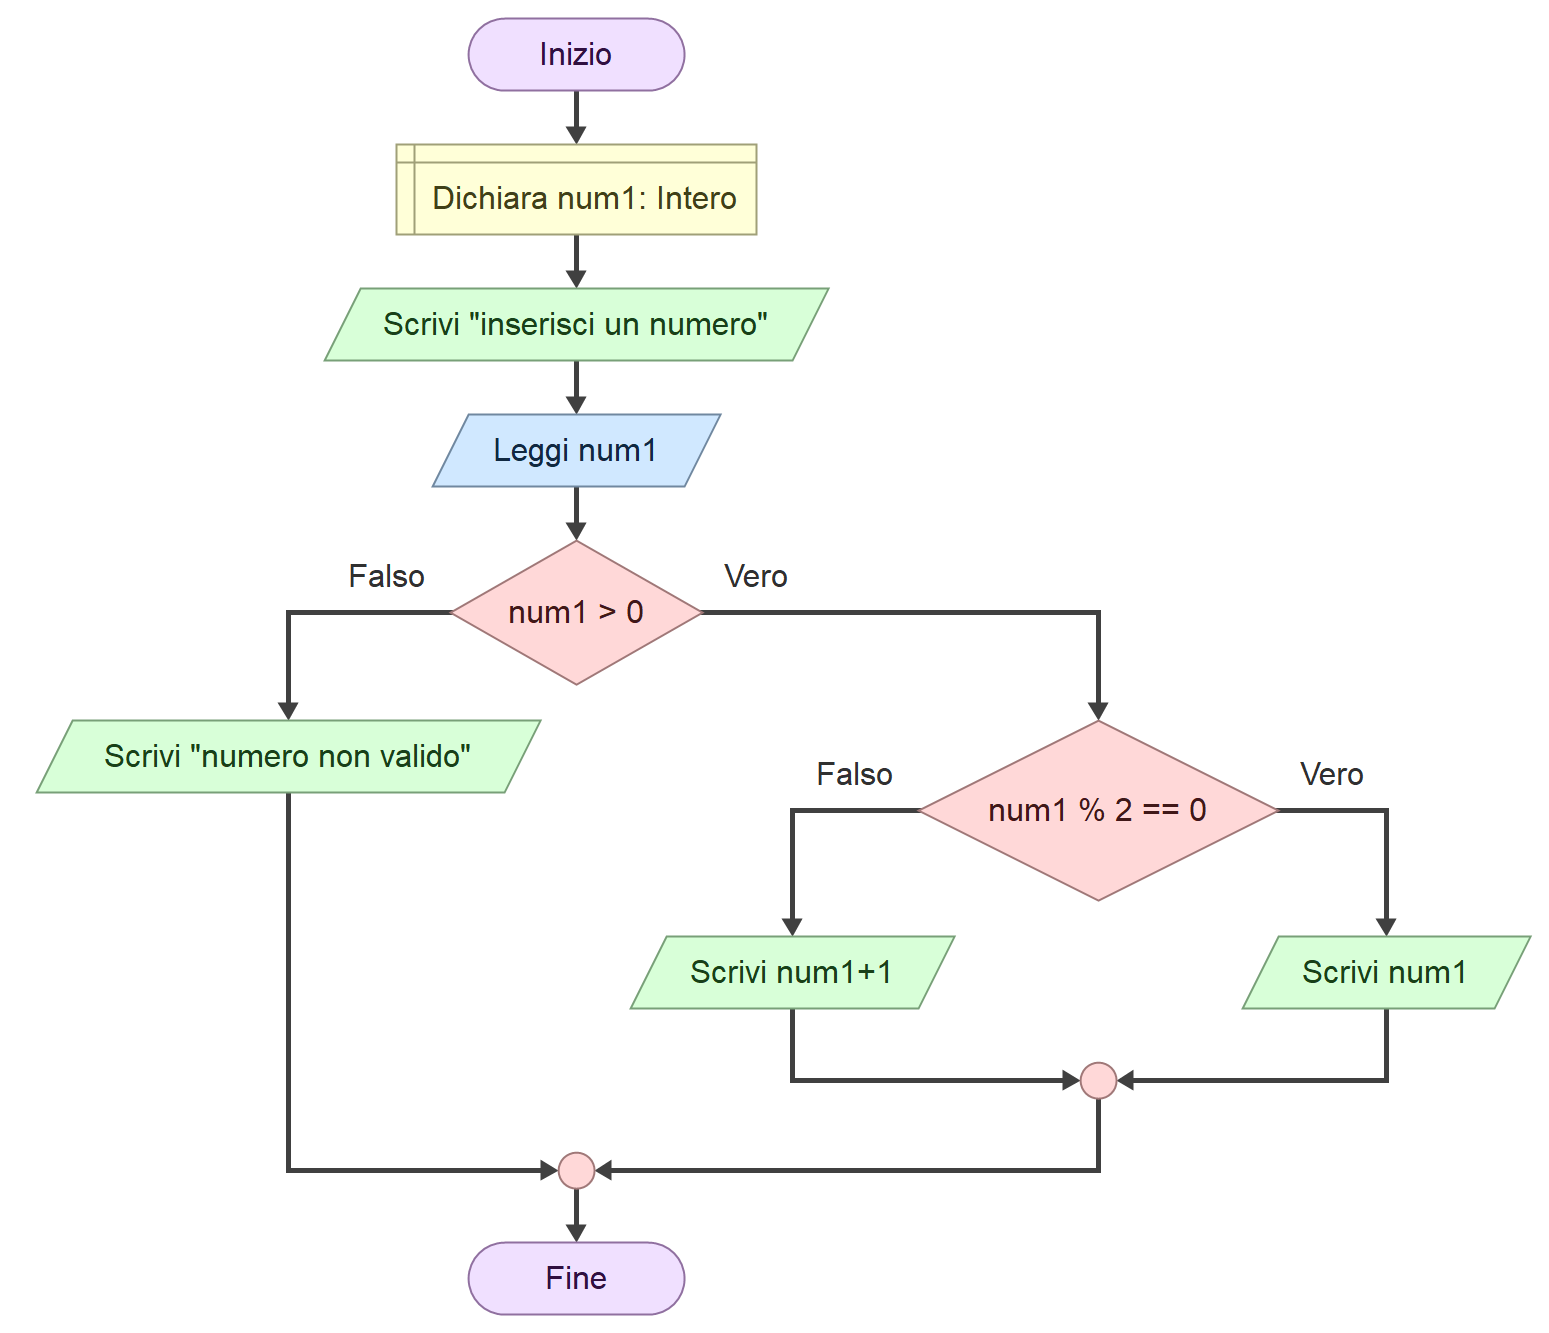 Inizio
Dichiara num1: Intero
Scrivi "inserisci un numero"
Leggi num1
Falso
Vero
num1 > 0
Scrivi "numero non valido"
Falso
Vero
num1 % 2 == 0
Scrivi num1+1
Scrivi num1
Fine